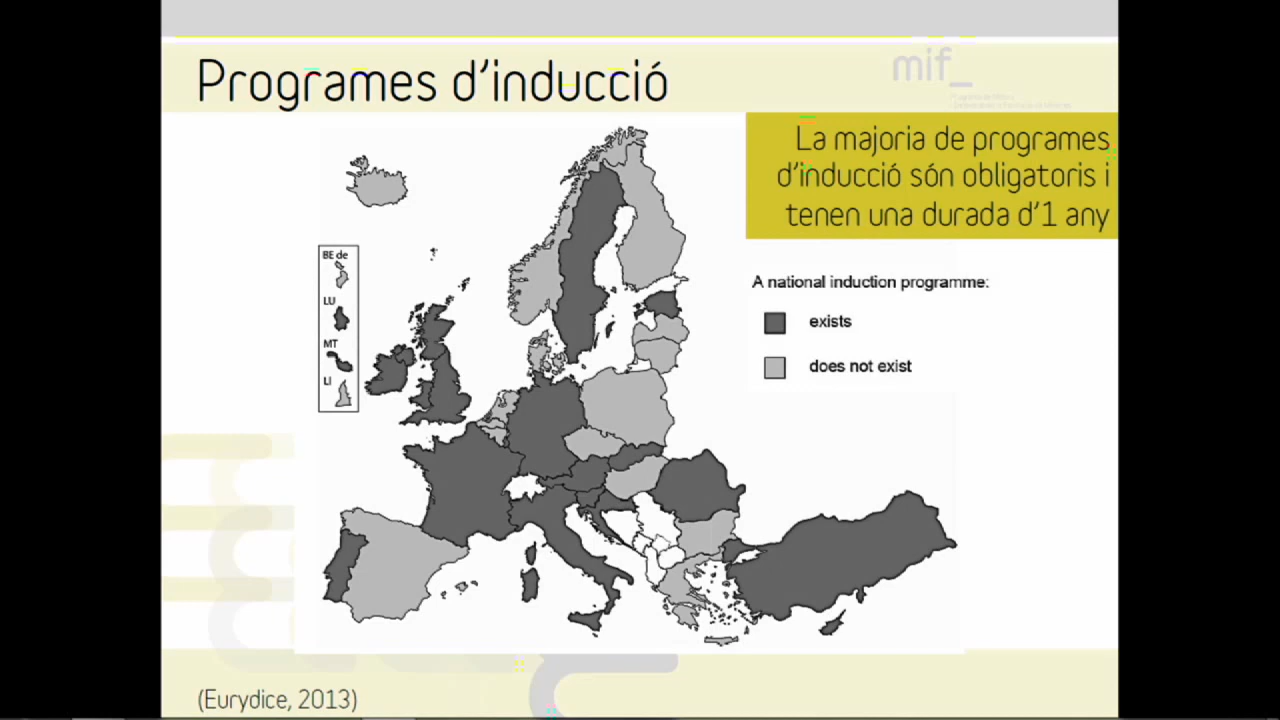 Programes d'inducció
mif_
La majoria de programes
d'inducció són obligatoris i
tenen una durada d'1 any
A national induction programme:
exists
does not exist
BE de
LU
MT
LI
(Eurydice, 2013)